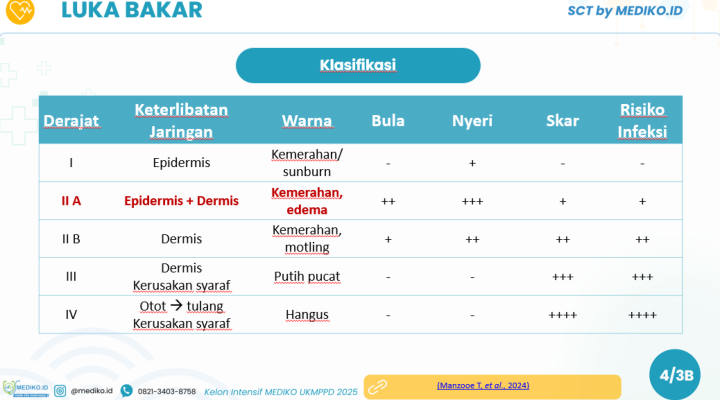 LUKA BAKAR
SCT by MEDIKO.ID
Klasifikasi
Derajat Keterlibatan Jaringan Warna Bula Nyeri Skar Risiko Infeksi
I Epidermis Kemerahan/ sunburn - + - -
II A Epidermis + Dermis Kemerahan, edema ++ +++ + +
II B Dermis Kemerahan, motling + ++ ++ ++
III Dermis Kerusakan syaraf Putih pucat - - +++ +++
IV Otot → tulang Kerusakan syaraf Hangus - - ++++ ++++
MEDIKO.ID @mediko.id 0821-3403-8758 Kelon Intensif MEDIKO UKMPPD 2025 (Manzooe T, et al., 2024) 4/3B